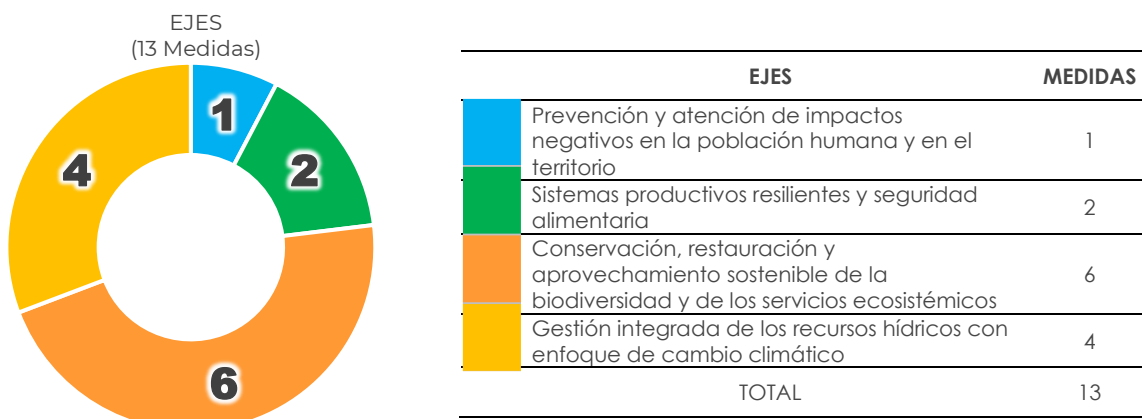 EJES
(13 Medidas)
1
2
4
6
EJES MEDIDAS
Prevención y atención de impactos
negativos en la población humana y en el 1
territorio
Sistemas productivos resilientes y seguridad
alimentaria 2
Conservación, restauración y
aprovechamiento sostenible de la 6
biodiversidad y de los servicios ecosistémicos
Gestión integrada de los recursos hídricos con
enfoque de cambio climático 4
TOTAL 13